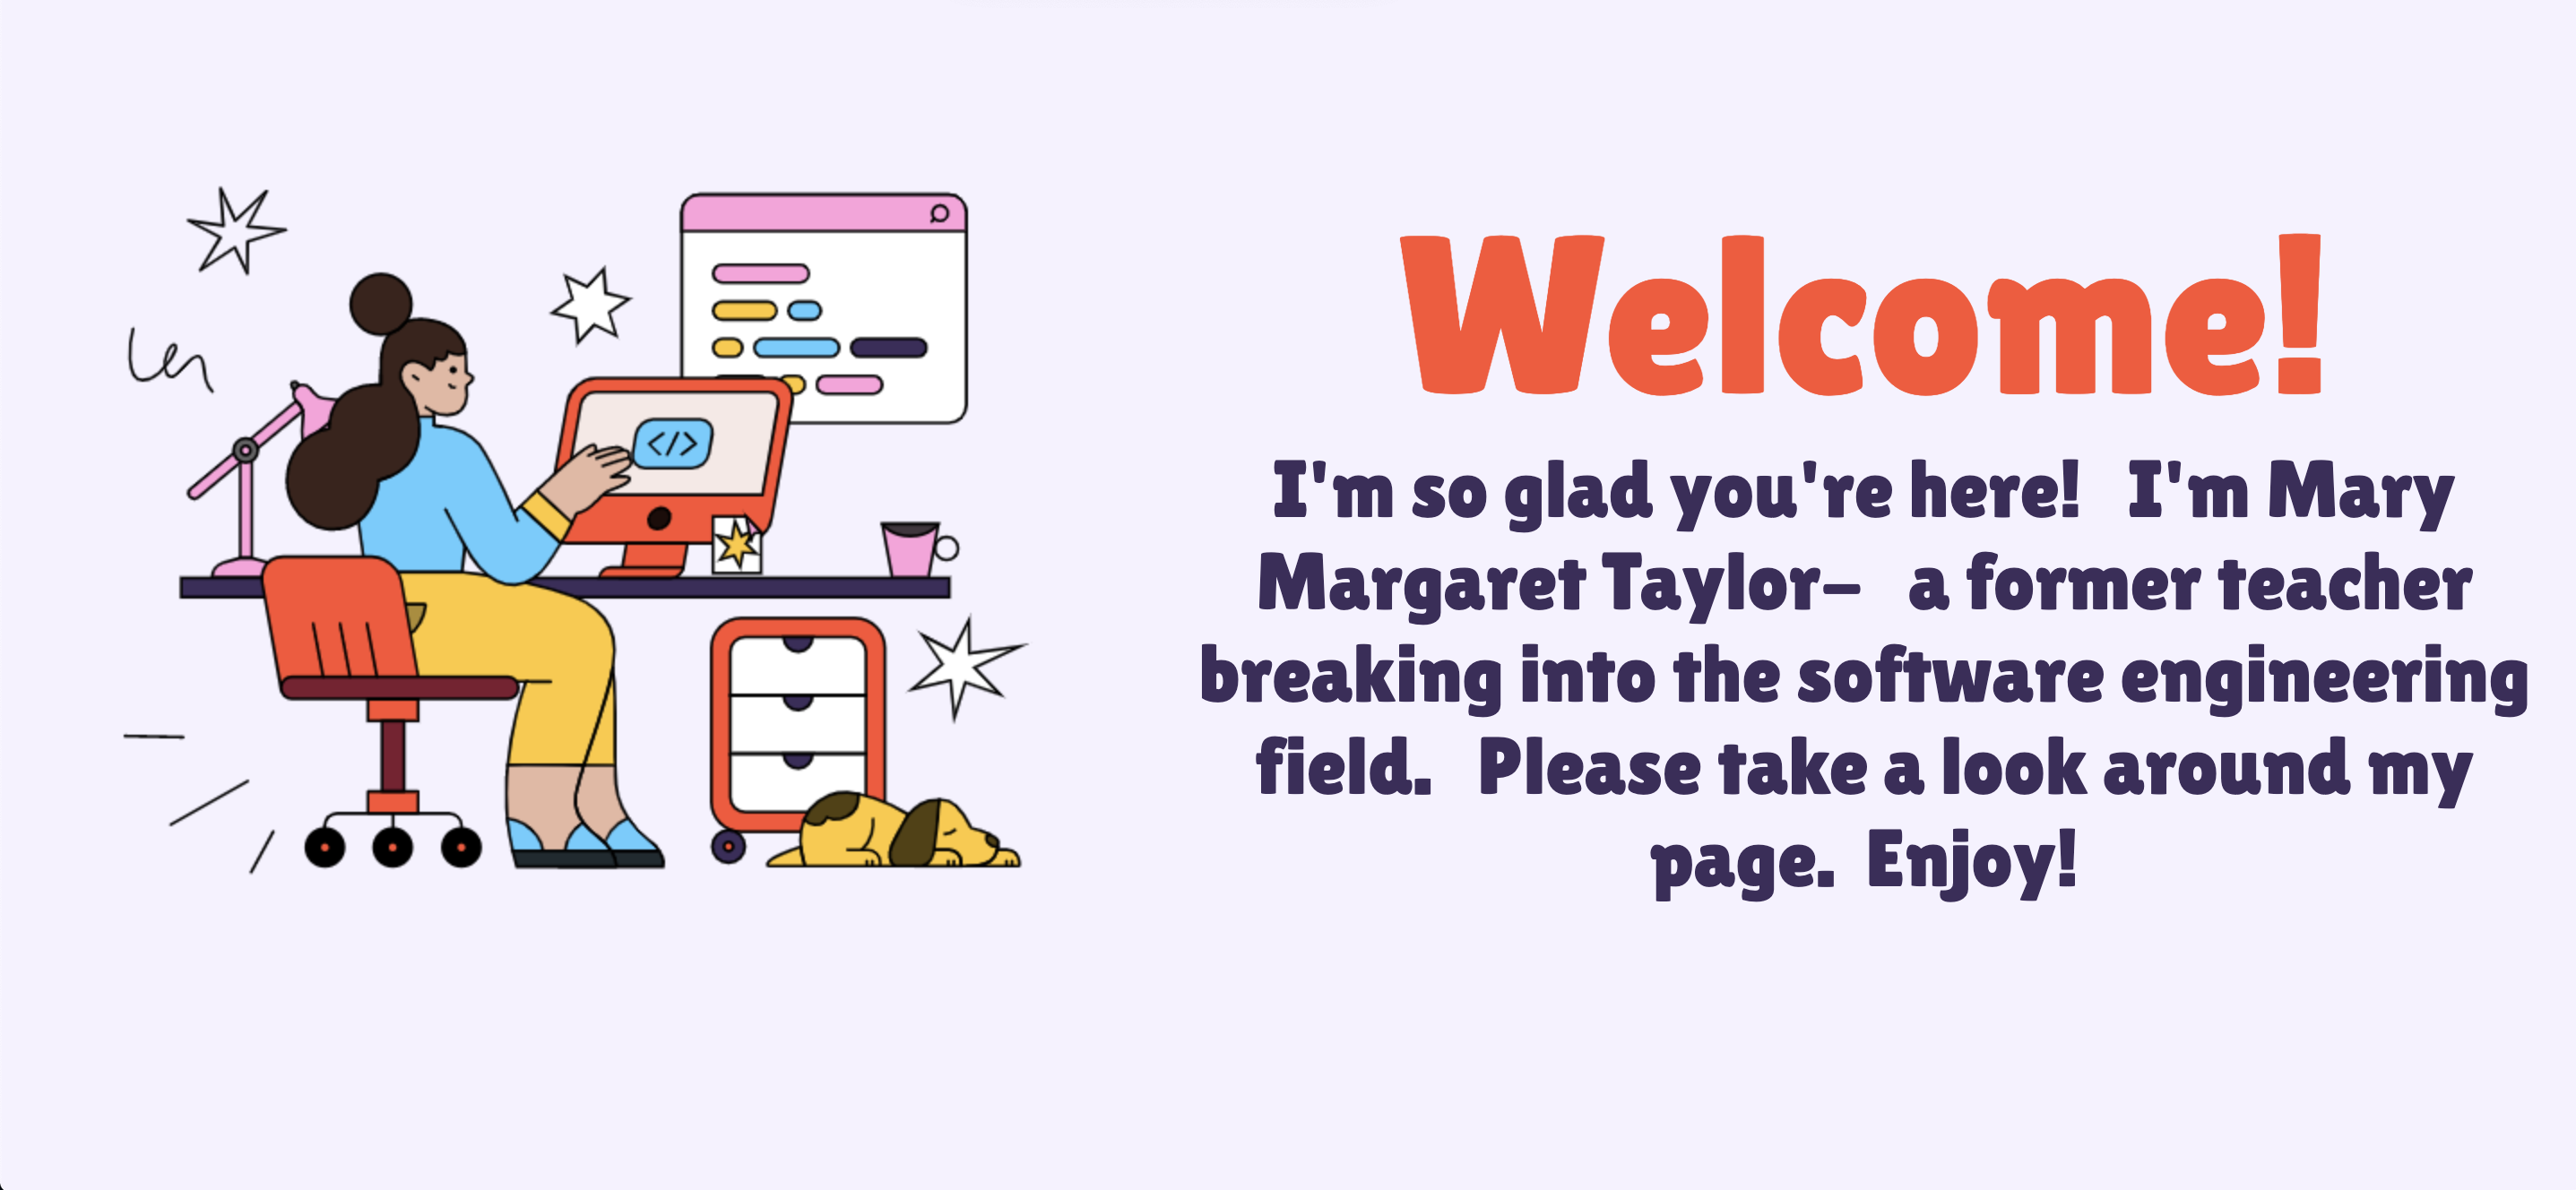 Welcome!
I'm so glad you're here!  I'm Mary
Margaret Taylor–  a former teacher
breaking into the software engineering
field.  Please take a look around my
page.  Enjoy!
</>